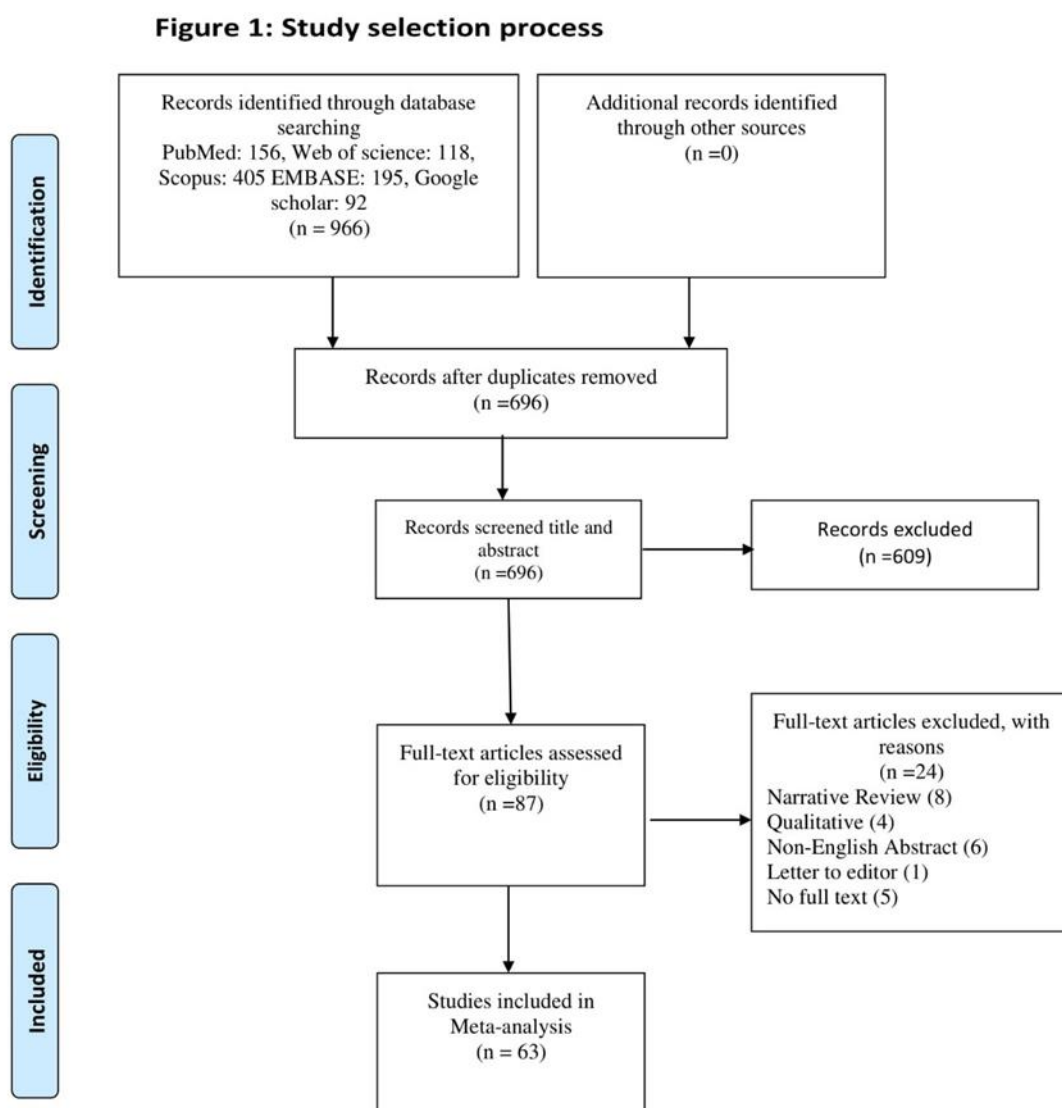 Figure 1: Study selection process
Identification
Records identified through database
searching
PubMed: 156, Web of science: 118,
Scopus: 405 EMBASE: 195, Google
scholar: 92
(n = 966)
Additional records identified
through other sources
(n =0)
Records after duplicates removed
(n =696)
Screening
Records screened title and
abstract
(n =696)
Records excluded
(n =609)
Eligibility
Full-text articles assessed
for eligibility
(n =87)
Full-text articles excluded, with
reasons
(n =24)
Narrative Review (8)
Qualitative (4)
Non-English Abstract (6)
Letter to editor (1)
No full text (5)
Included
Studies included in
Meta-analysis
(n = 63)